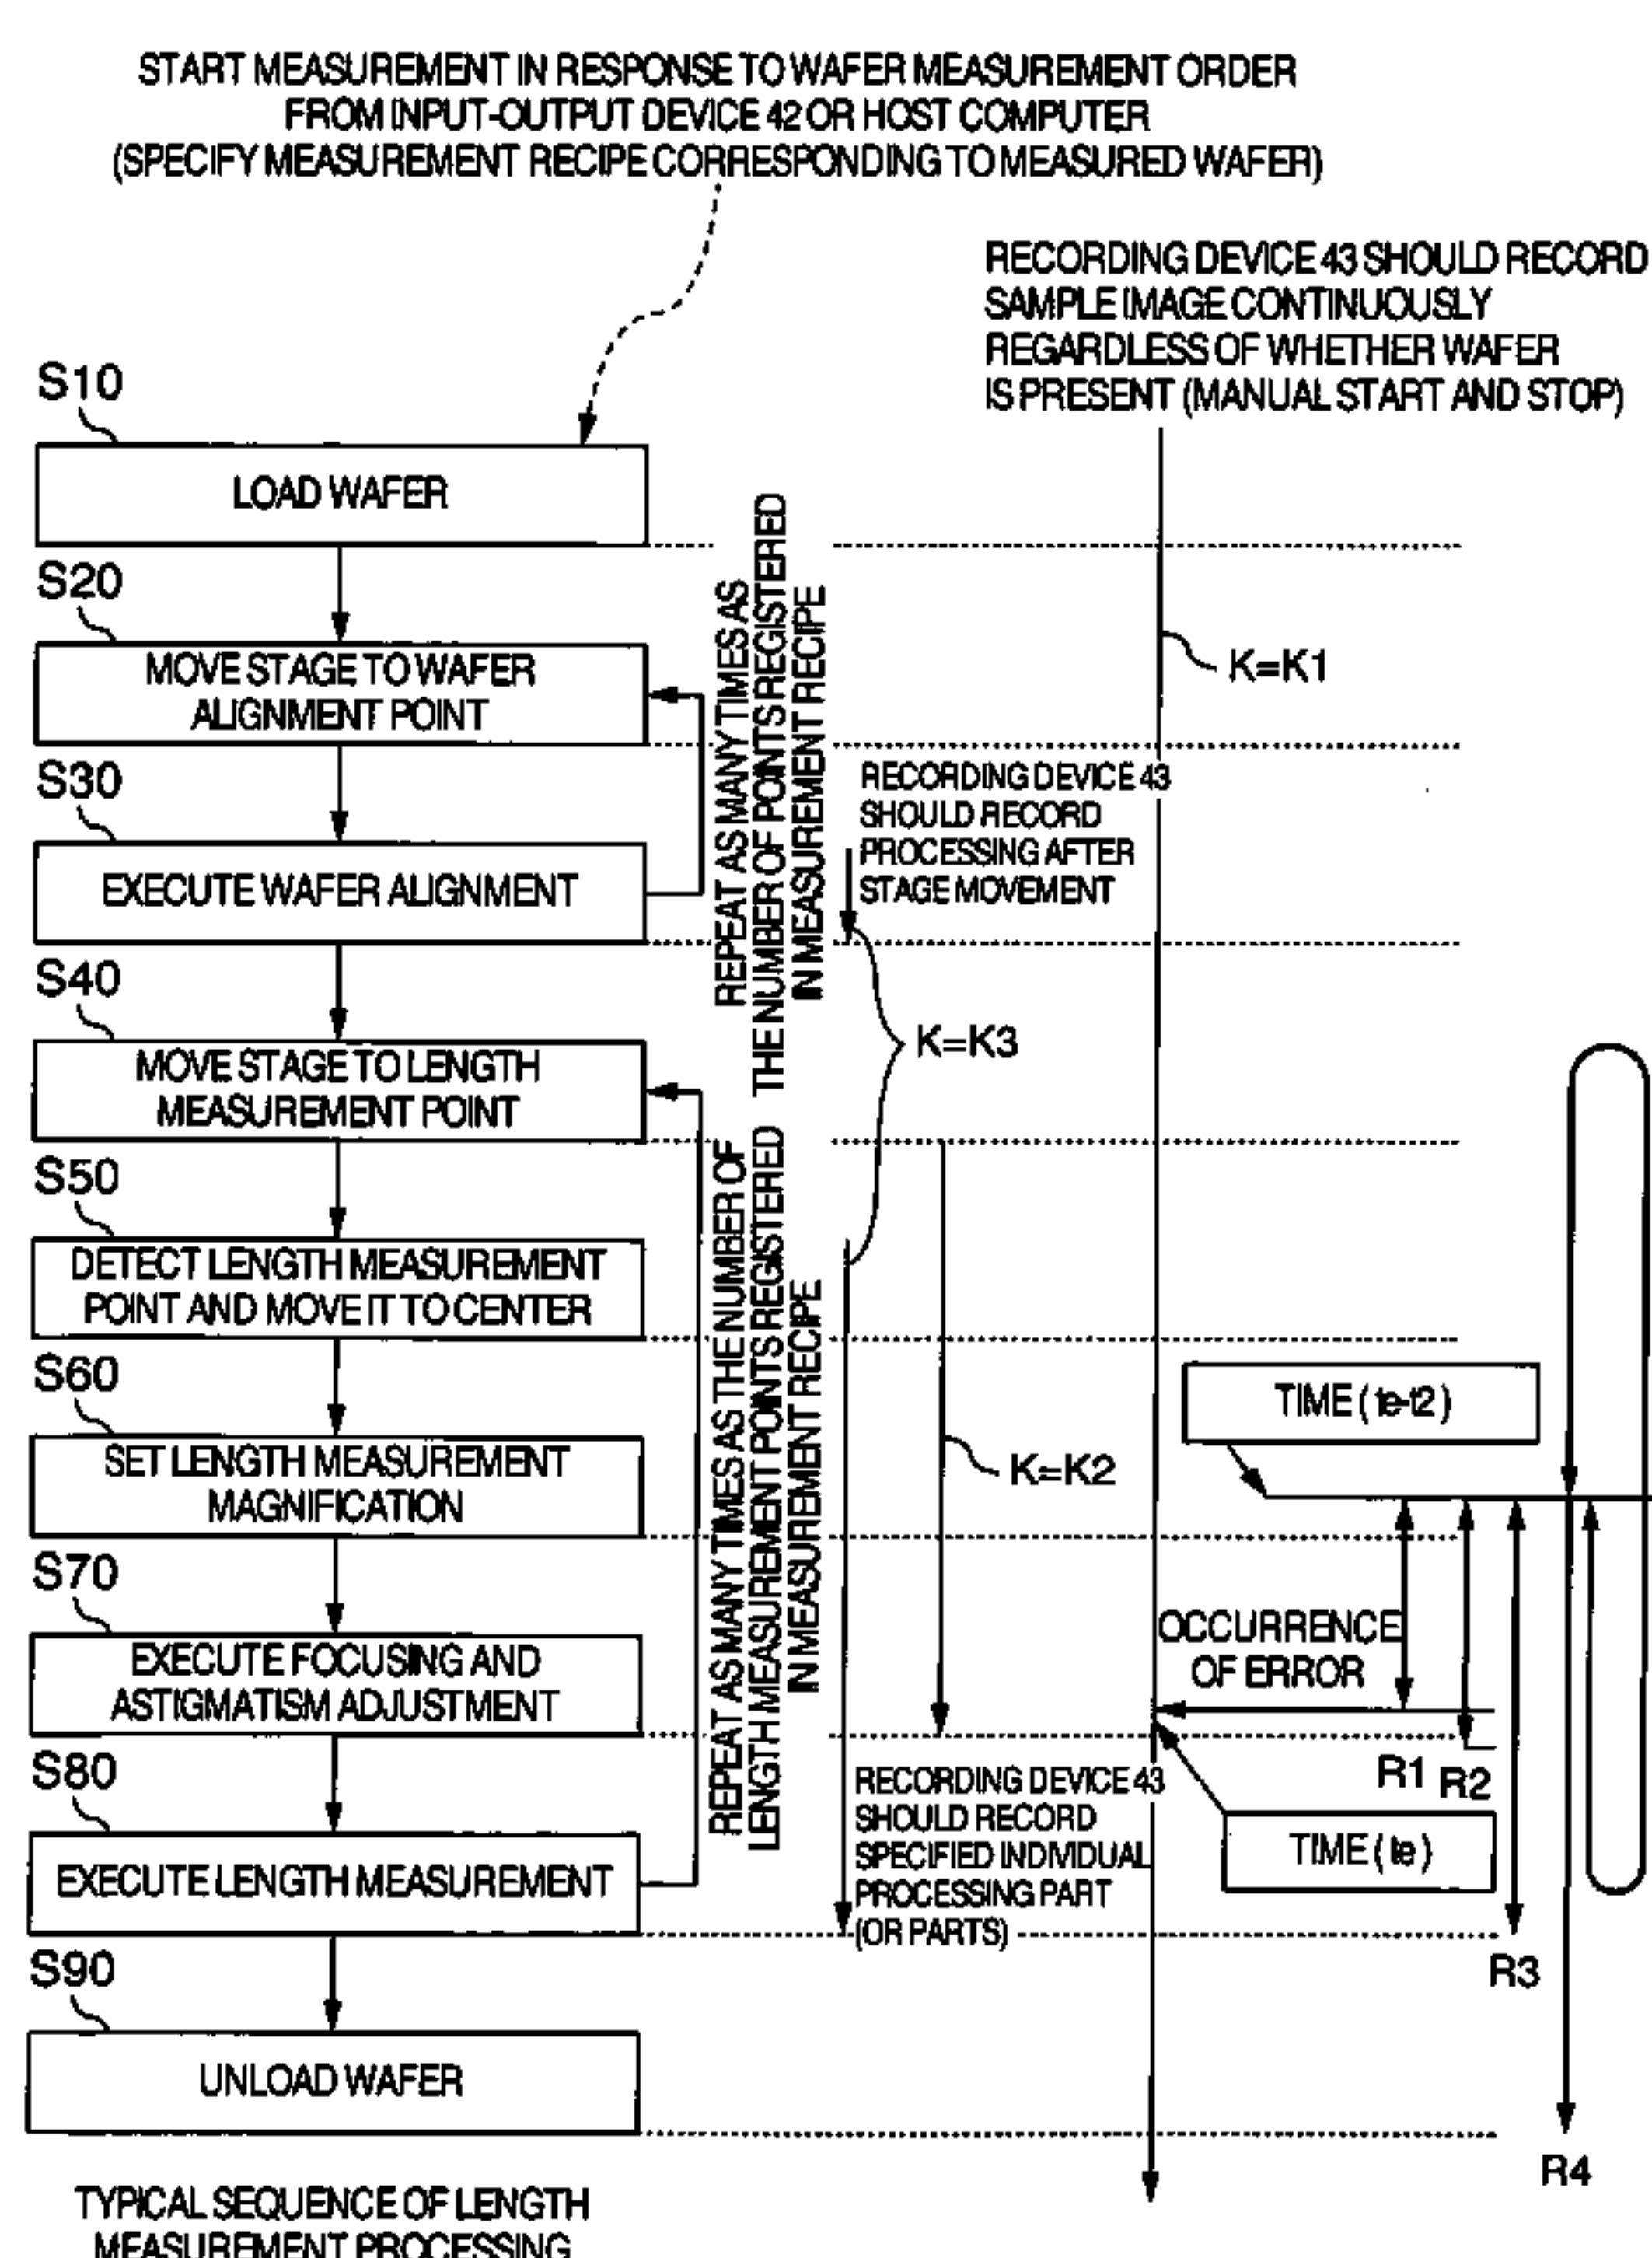 START MEASUREMENT IN RESPONSE TO WAFER MEASUREMENT ORDER
FROM INPUT-OUTPUT DEVICE 42 OR HOST COMPUTER
(SPECIFY MEASUREMENT RECIPE CORRESPONDING TO MEASURED WAFER)
RECORDING DEVICE 43 SHOULD RECORD
SAMPLE IMAGE CONTINUOUSLY
REGARDLESS OF WHETHER WAFER
IS PRESENT (MANUAL START AND STOP)
S10
LOAD WAFER
S20
MOVE STAGE TO WAFER
ALIGNMENT POINT
S30
EXECUTE WAFER ALIGNMENT
REPEAT AS MANY TIMES AS
THE NUMBER OF POINTS REGISTERED
IN MEASUREMENT RECIPE
K=K1
RECORDING DEVICE 43
SHOULD RECORD
PROCESSING AFTER
STAGE MOVEMENT
K=K3
S40
MOVE STAGE TO LENGTH
MEASUREMENT POINT
S50
DETECT LENGTH MEASUREMENT
POINT AND MOVE IT TO CENTER
S60
SET LENGTH MEASUREMENT
MAGNIFICATION
S70
EXECUTE FOCUSING AND
ASTIGMATISM ADJUSTMENT
S80
EXECUTE LENGTH MEASUREMENT
REPEAT AS MANY TIMES AS THE NUMBER OF
LENGTH MEASUREMENT POINTS REGISTERED
IN MEASUREMENT RECIPE
K=K2
TIME (te-t2)
OCCURRENCE
OF ERROR
R1
R2
TIME (te)
RECORDING DEVICE 43
SHOULD RECORD
SPECIFIED INDIVIDUAL
PROCESSING PART
(OR PARTS)
R3
S90
UNLOAD WAFER
R4
TYPICAL SEQUENCE OF LENGTH
MEASUREMENT PROCESSING